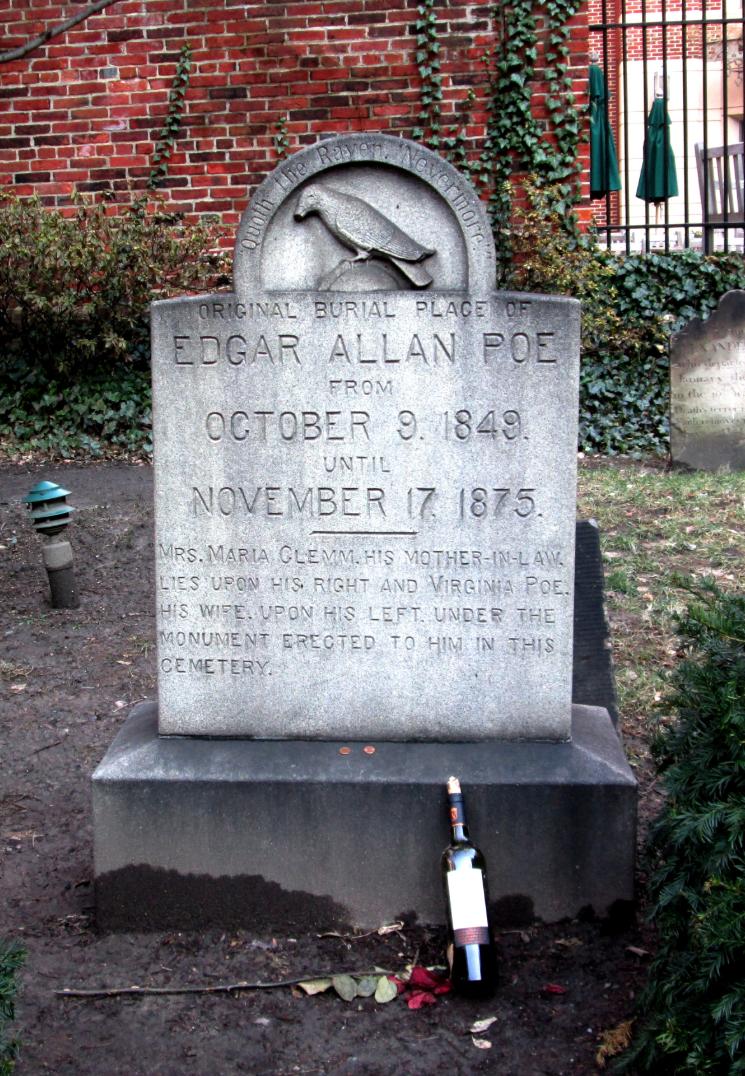 "Quoth the Raven, Nevermore."
ORIGINAL BURIAL PLACE OF
EDGAR ALLAN POE
FROM
OCTOBER 9. 1849.
UNTIL
NOVEMBER 17. 1875.
MRS. MARIA CLEMM. HIS MOTHER-IN-LAW.
LIES UPON HIS RIGHT AND VIRGINIA POE.
HIS WIFE. UPON HIS LEFT. UNDER THE
MONUMENT ERECTED TO HIM IN THIS
CEMETERY.